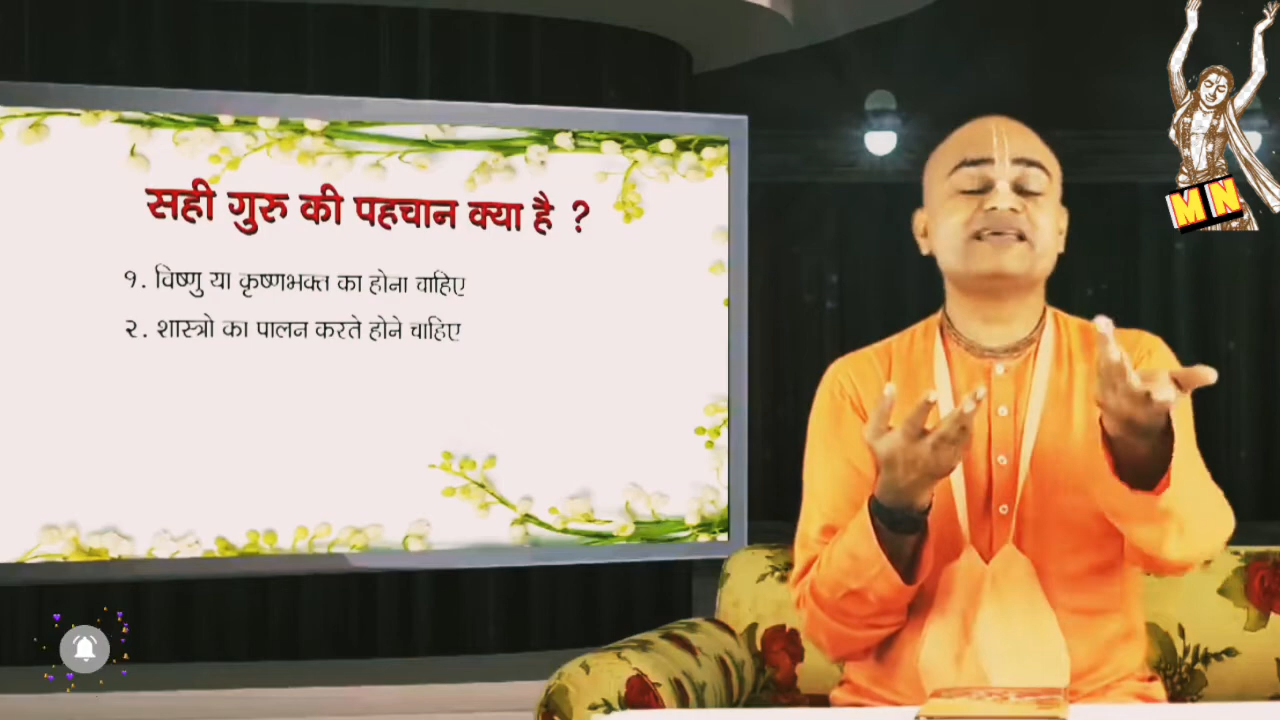 सही गुरु की पहचान क्या है ?
१. विष्णु या कृष्णभक्त का होना चाहिए
२. शास्त्रो का पालन करते होने चाहिए
MN